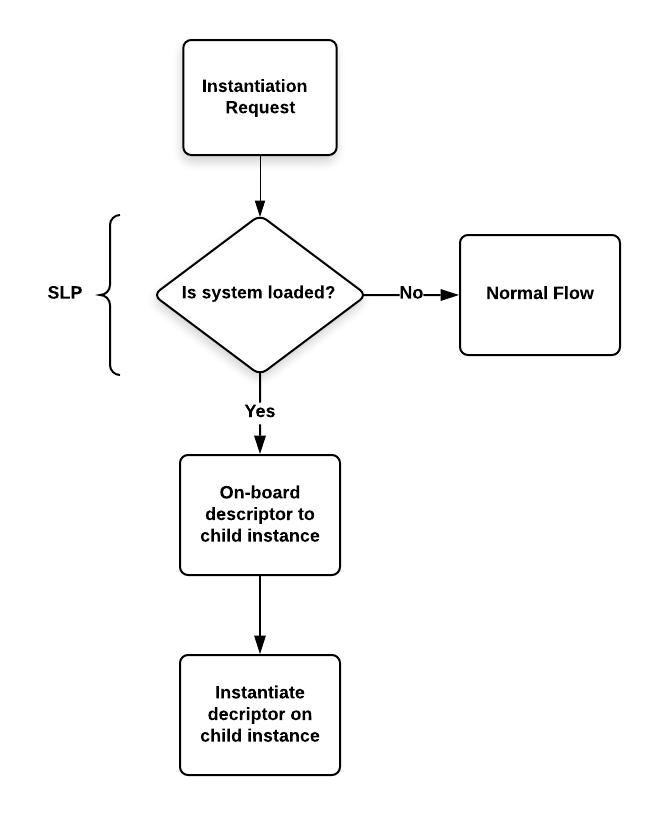 Instantiation
Request
SLP
Is system loaded?
No
Normal Flow
Yes
On-board
descriptor to
child instance
Instantiate
decriptor on
child instance